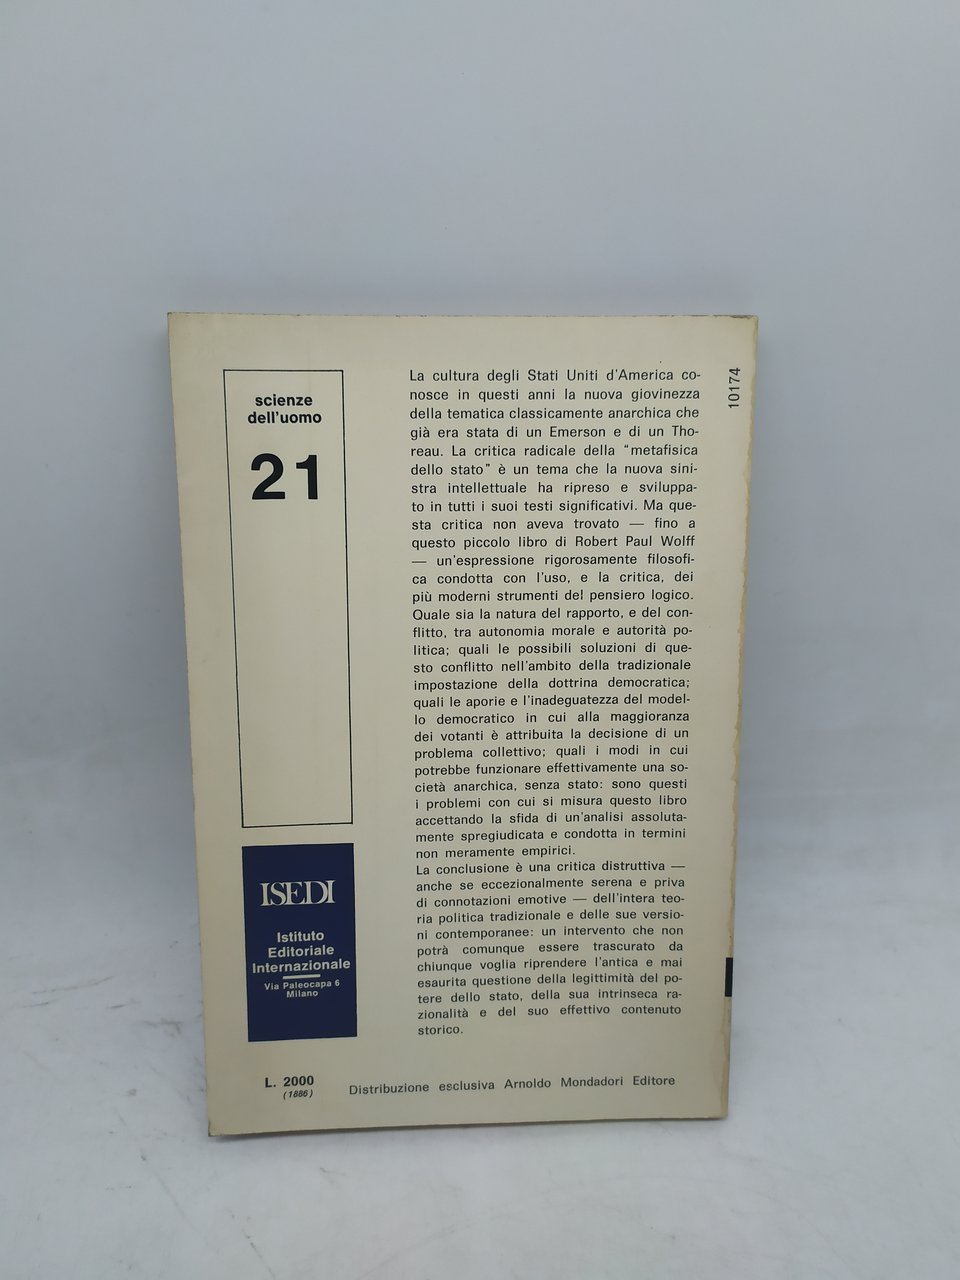 scienze
dell'uomo
21
ISEDI
Istituto
Editoriale
Internazionale
Via Paleocapa 6
Milano
L. 2000
(1886)
La cultura degli Stati Uniti d'America co-
nosce in questi anni la nuova giovinezza
della tematica classicamente anarchica che
già era stata di un Emerson e di un Tho-
reau. La critica radicale della "metafisica
dello stato" è un tema che la nuova sini-
stra intellettuale ha ripreso e sviluppa-
to in tutti i suoi testi significativi. Ma que-
sta critica non aveva trovato — fino a
questo piccolo libro di Robert Paul Wolff
— un'espressione rigorosamente filosofi-
ca condotta con l'uso, e la critica, dei
più moderni strumenti del pensiero logico.
Quale sia la natura del rapporto, e del con-
flitto, tra autonomia morale e autorità po-
litica; quali le possibili soluzioni di que-
sto conflitto nell'ambito della tradizionale
impostazione della dottrina democratica;
quali le aporie e l'inadeguatezza del model-
lo democratico in cui alla maggioranza
dei votanti è attribuita la decisione di un
problema collettivo; quali i modi in cui
potrebbe funzionare effettivamente una so-
cietà anarchica, senza stato: sono questi
i problemi con cui si misura questo libro
accettando la sfida di un'analisi assoluta-
mente spregiudicata e condotta in termini
non meramente empirici.
La conclusione è una critica distruttiva —
anche se eccezionalmente serena e priva
di connotazioni emotive — dell'intera teo-
ria politica tradizionale e delle sue versio-
ni contemporanee: un intervento che non
potrà comunque essere trascurato da
chiunque voglia riprendere l'antica e mai
esaurita questione della legittimità del po-
tere dello stato, della sua intrinseca ra-
zionalità e del suo effettivo contenuto
storico.
Distribuzione esclusiva Arnoldo Mondadori Editore
10174